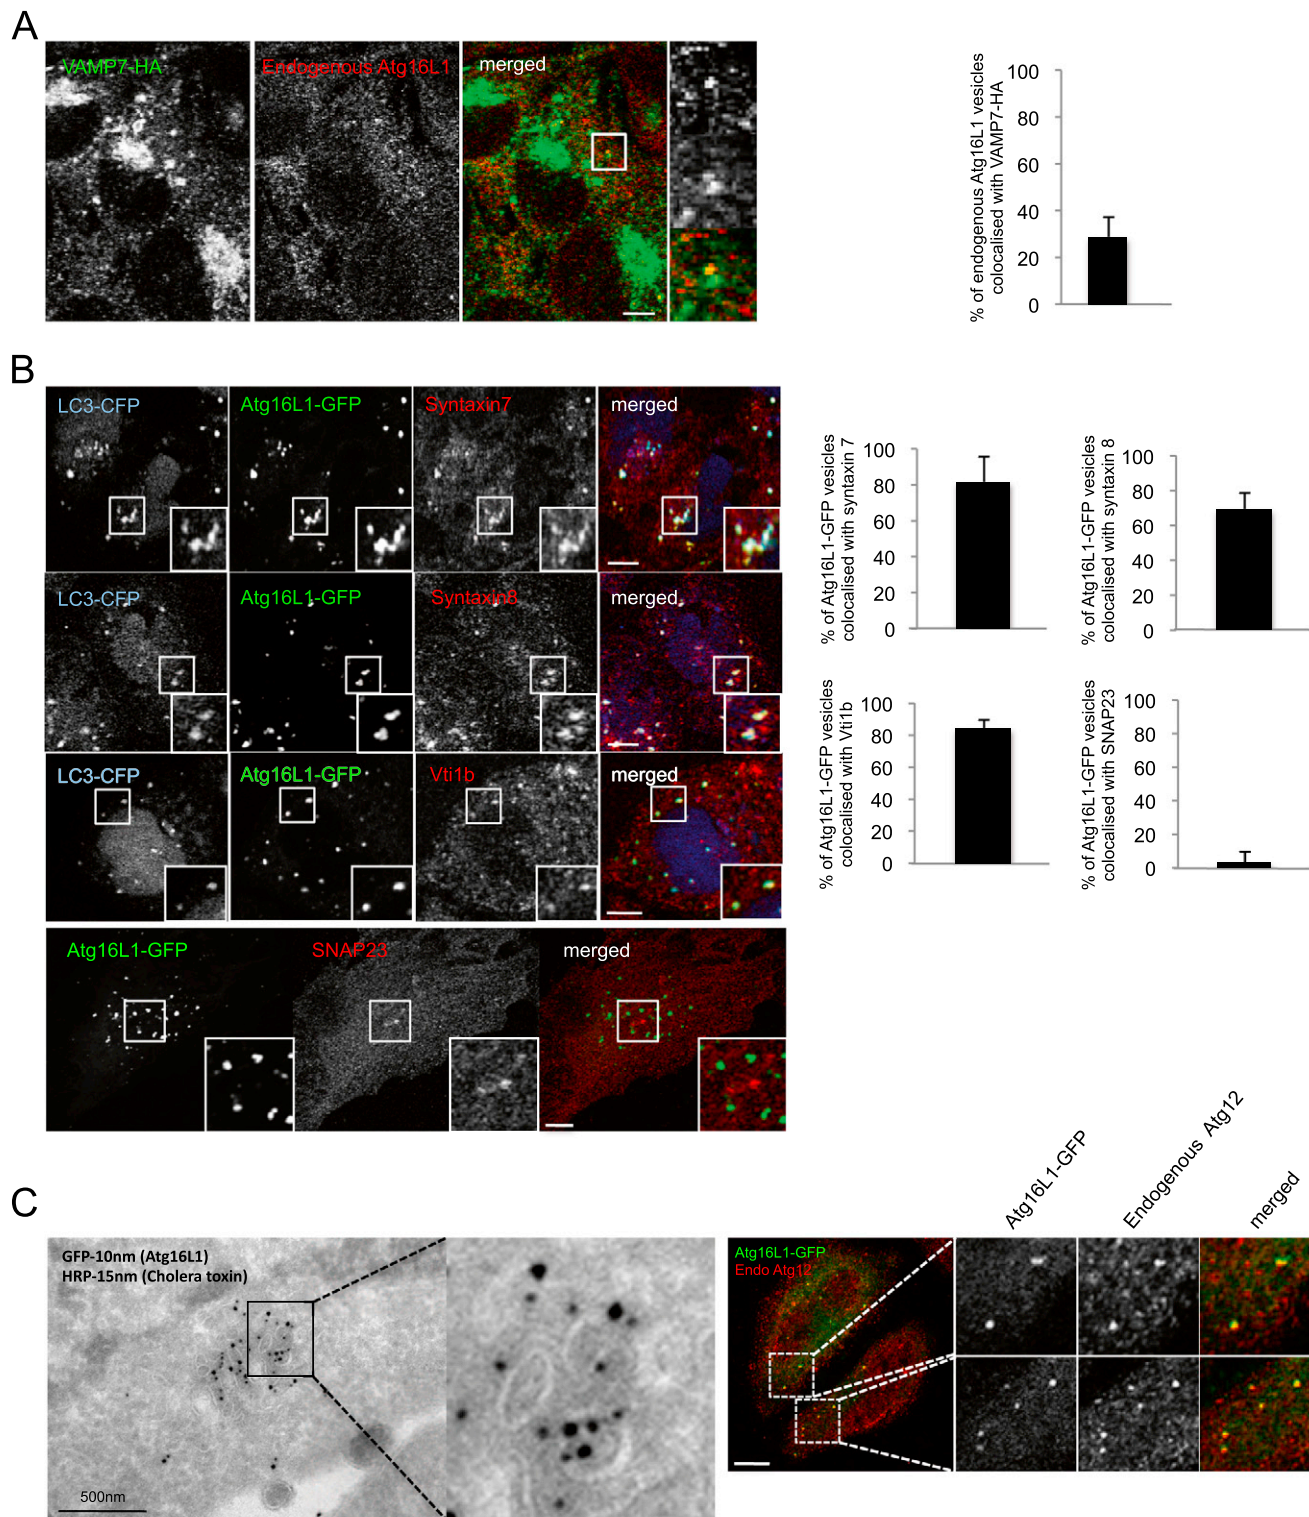 A
VAMP7-HA
Endogenous Atg16L1
merged
% of endogenous Atg16L1 vesicles
colocalised with VAMP7-HA
100
80
60
40
20
0
B
LC3-CFP
Atg16L1-GFP
Syntaxin7
merged
LC3-CFP
Atg16L1-GFP
Syntaxin8
merged
LC3-CFP
Atg16L1-GFP
Vti1b
merged
Atg16L1-GFP
SNAP23
merged
% of Atg16L1-GFP vesicles
colocalised with syntaxin 7
100
80
60
40
20
0
% of Atg16L1-GFP vesicles
colocalised with syntaxin 8
100
80
60
40
20
0
% of Atg16L1-GFP vesicles
colocalised with Vti1b
100
80
60
40
20
0
% of Atg16L1-GFP vesicles
colocalised with SNAP23
100
80
60
40
20
0
C
GFP-10nm (Atg16L1)
HRP-15nm (Cholera toxin)
500nm
Atg16L1-GFP
Endo Atg12
Atg16L1-GFP
Endogenous Atg12
merged